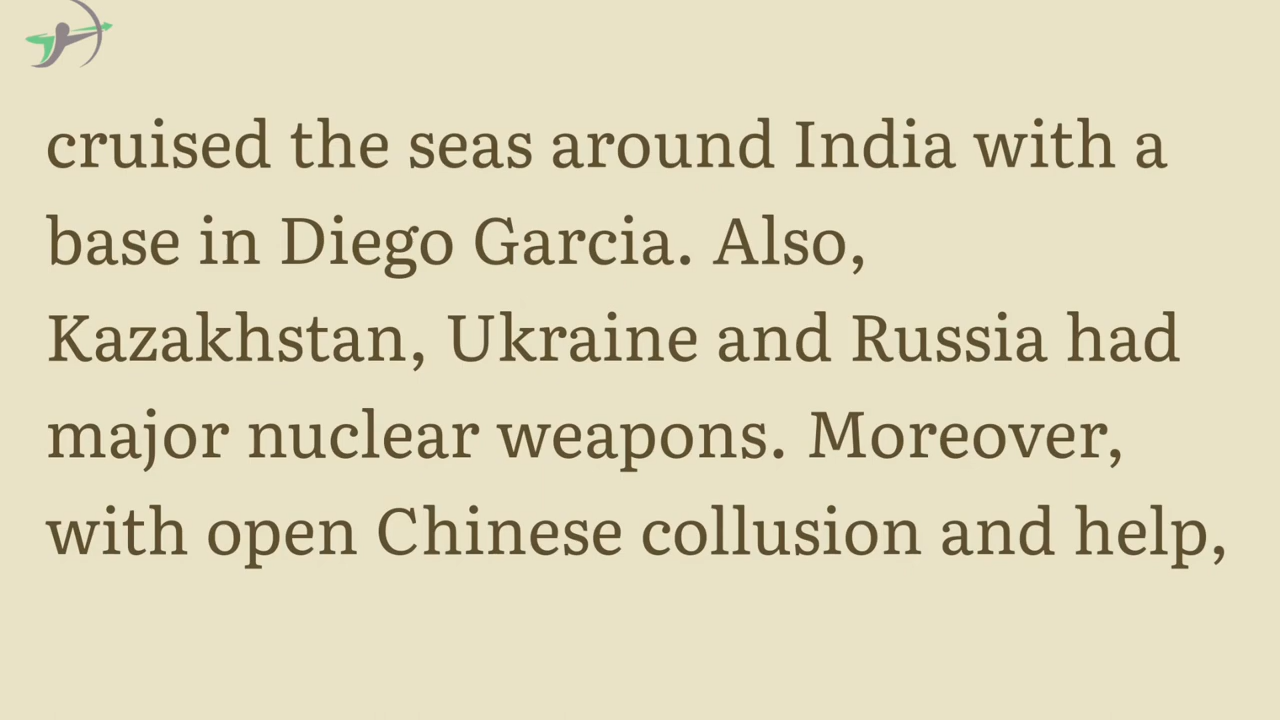 cruised the seas around India with a
base in Diego Garcia. Also,
Kazakhstan, Ukraine and Russia had
major nuclear weapons. Moreover,
with open Chinese collusion and help,